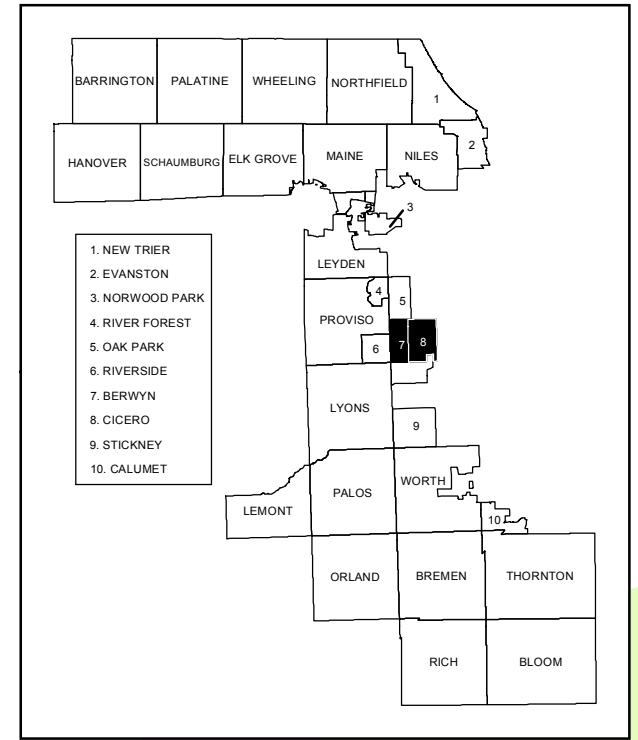 BARRINGTON PALATINE WHEELING NORTHFIELD
1
2
HANOVER SCHAUMBURG ELK GROVE MAINE NILES
3
1. NEW TRIER
2. EVANSTON
3. NORWOOD PARK
4. RIVER FOREST
5. OAK PARK
6. RIVERSIDE
7. BERWYN
8. CICERO
9. STICKNEY
10. CALUMET
LEYDEN
4
5
PROVISO
6
7
8
LYONS
9
WORTH
PALOS
LEMONT
10
ORLAND BREMEN THORNTON
RICH BLOOM